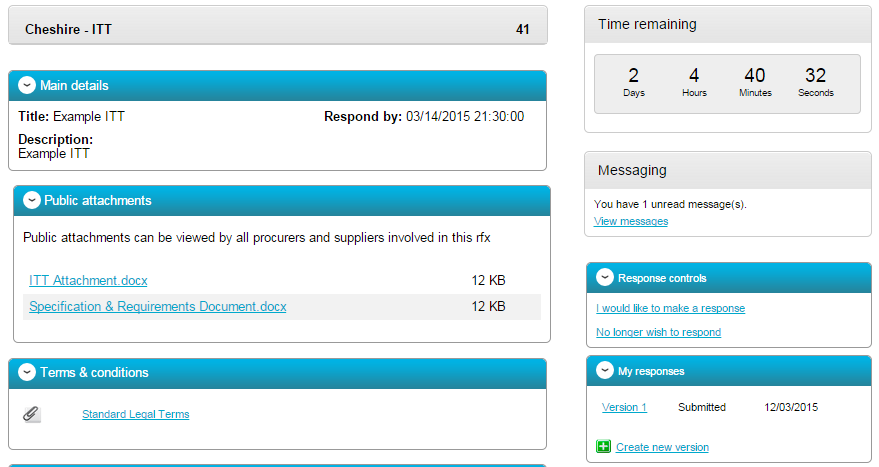 Cheshire - ITT 41
Main details
Title: Example ITT Respond by: 03/14/2015 21:30:00
Description:
Example ITT
Public attachments
Public attachments can be viewed by all procurers and suppliers involved in this rfx
ITT Attachment.docx 12 KB
Specification & Requirements Document.docx 12 KB
Terms & conditions
Standard Legal Terms
Time remaining
2 4 40 32
Days Hours Minutes Seconds
Messaging
You have 1 unread message(s).
View messages
Response controls
I would like to make a response
No longer wish to respond
My responses
Version 1 Submitted 12/03/2015
Create new version